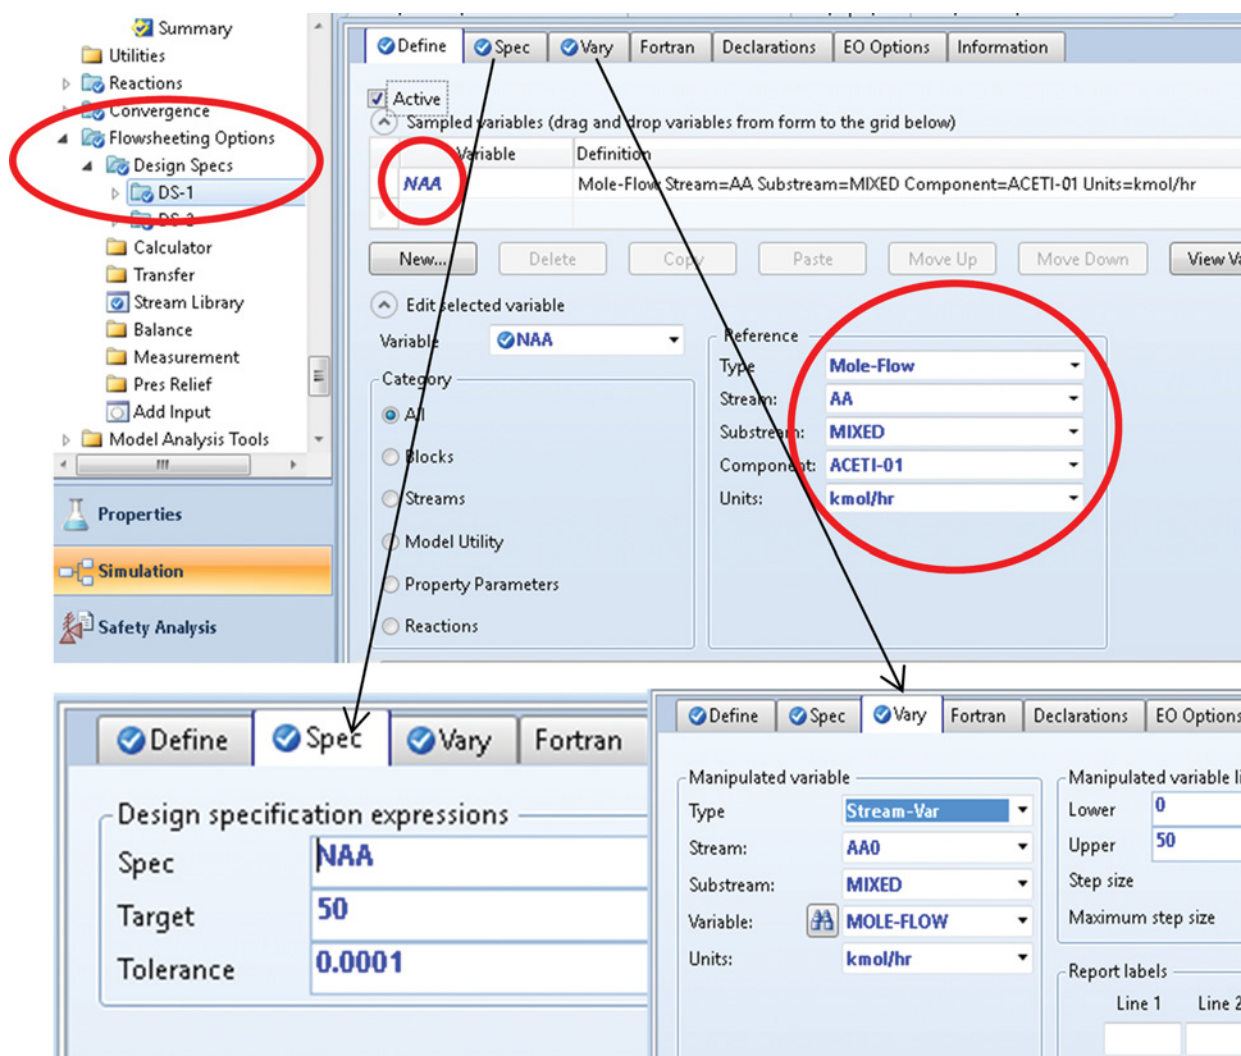 Summary
Utilities
Reactions
Convergence
Flowsheeting Options
Design Specs
DS-1
Calculator
Transfer
Stream Library
Balance
Measurement
Pres Relief
Add Input
Model Analysis Tools
Properties
Simulation
Safety Analysis
Define Spec Vary Fortran Declarations EO Options Information
Active
Sampled variables (drag and drop variables from form to the grid below)
Variable Definition
NAA Mole-Flow Stream=AA Substream=MIXED Component=ACETI-01 Units=kmol/hr
New... Delete Copy Paste Move Up Move Down View Va
Edit selected variable
Variable NAA
Category
All
Blocks
Streams
Model Utility
Property Parameters
Reactions
Reference
Type Mole-Flow
Stream: AA
Substream: MIXED
Component: ACETI-01
Units: kmol/hr
Define Spec Vary Fortran
Design specification expressions
Spec NAA
Target 50
Tolerance 0.0001
Define Spec Vary Fortran Declarations EO Options
Manipulated variable
Type Stream-Var
Stream: AA0
Substream: MIXED
Variable: MOLE-FLOW
Units: kmol/hr
Manipulated variable li
Lower 0
Upper 50
Step size
Maximum step size
Report labels
Line 1 Line 2